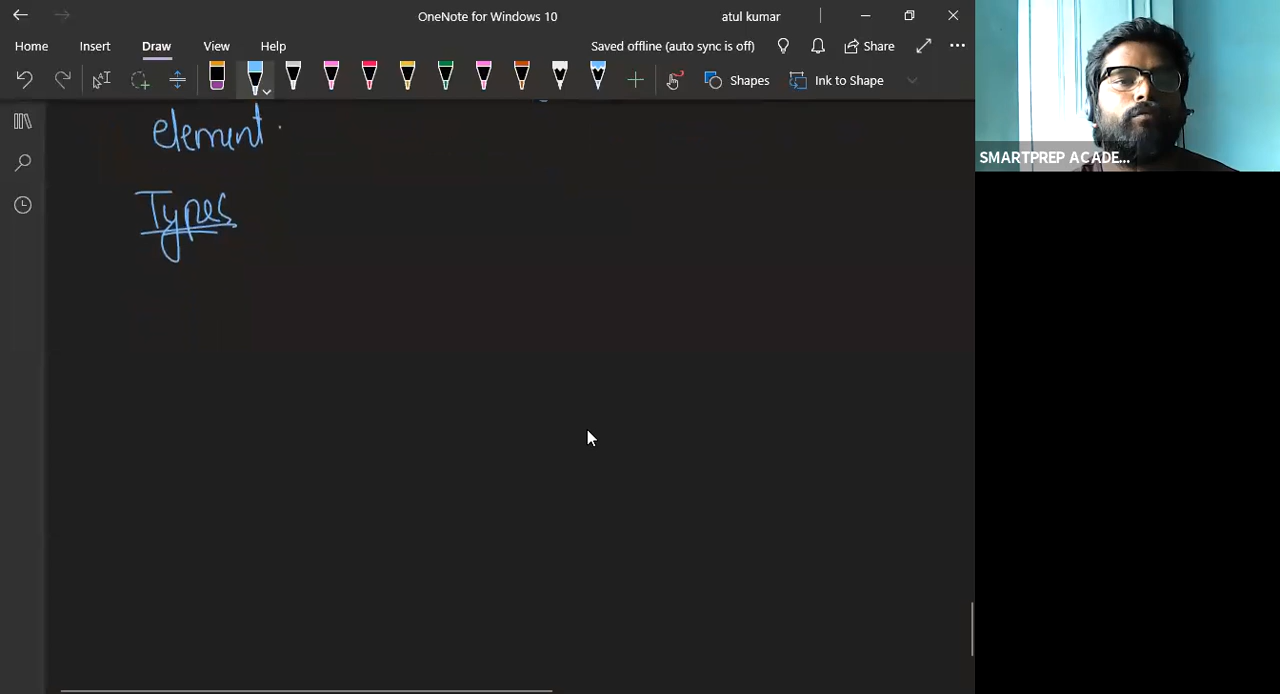 OneNote for Windows 10
atul kumar
Home Insert Draw View Help
Saved offline (auto sync is off)
Share
Shapes
Ink to Shape
element.
Types
SMARTPREP ACADE...